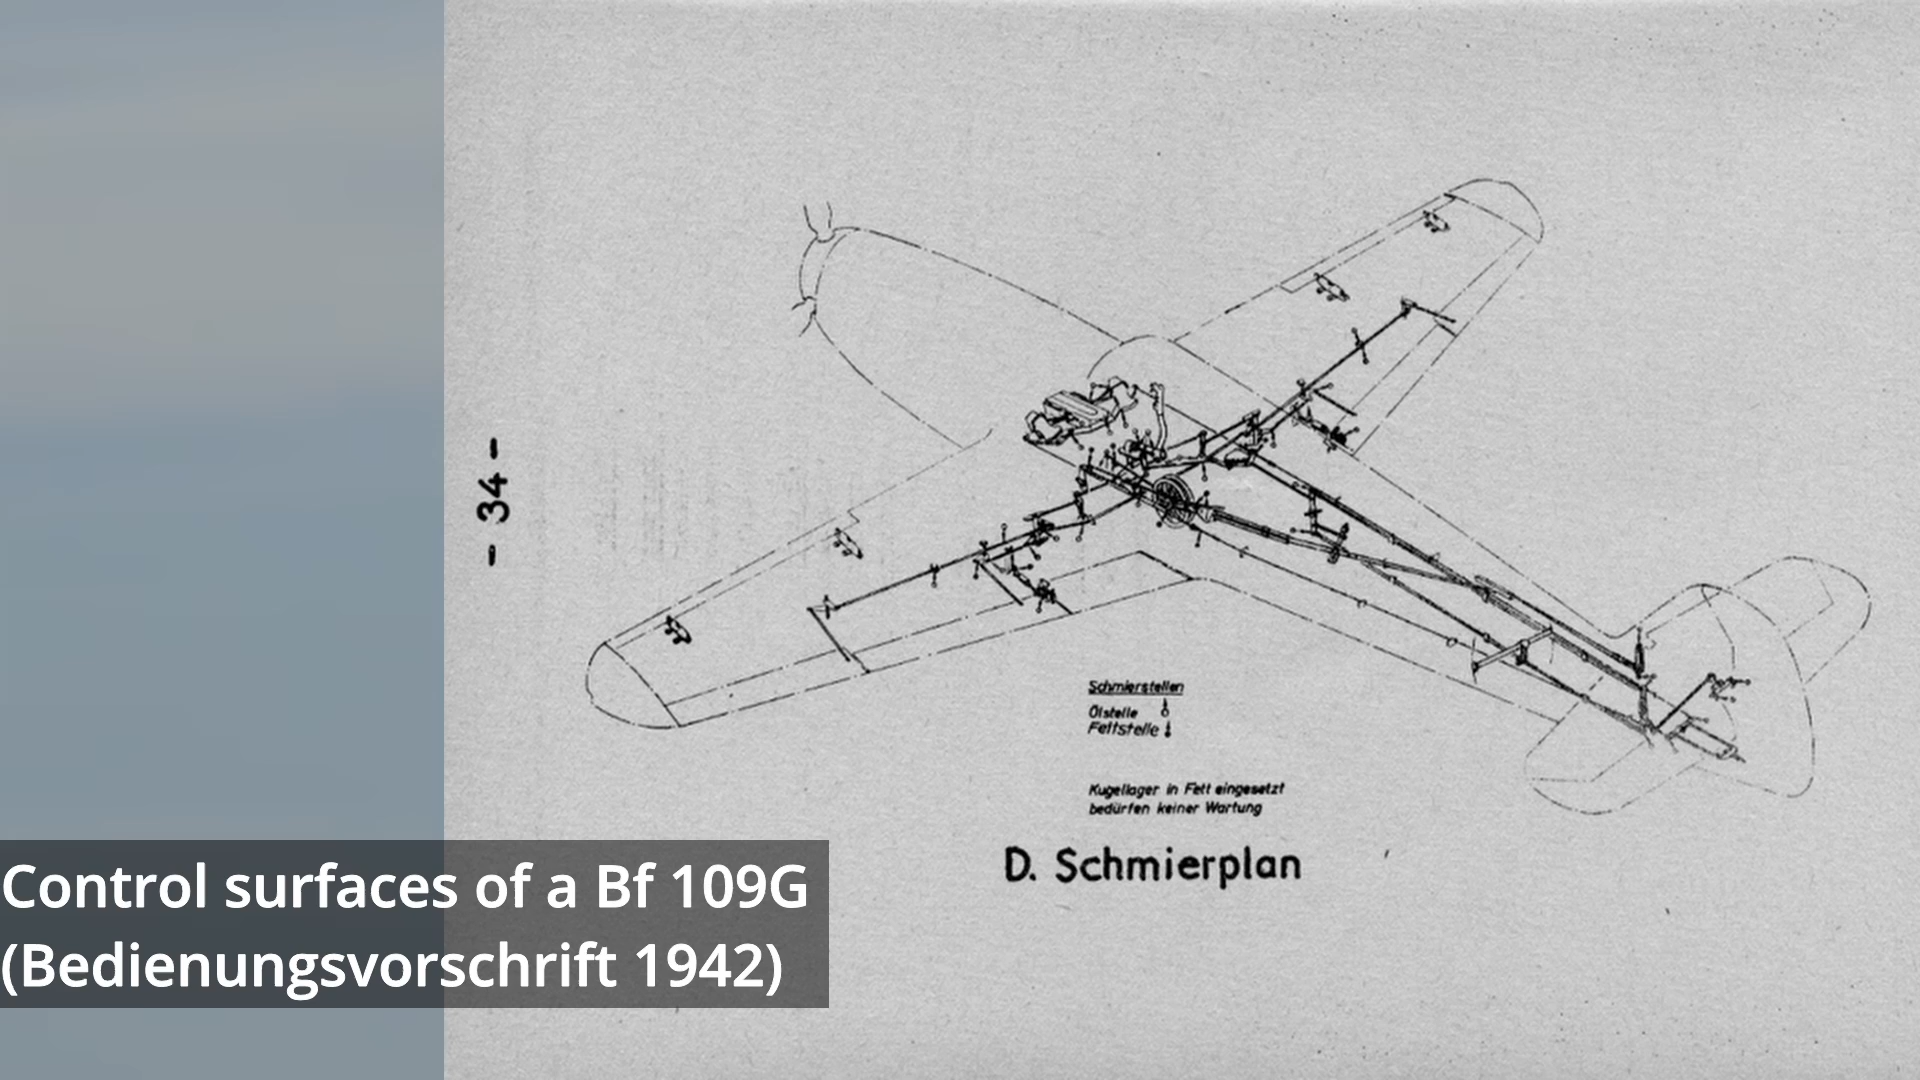 - 34 -
Schmierstellen
Ölstelle
Fettstelle
Kugellager in Fett eingesetzt
bedürfen keiner Wartung
D. Schmierplan
Control surfaces of a Bf 109G
(Bedienungsvorschrift 1942)